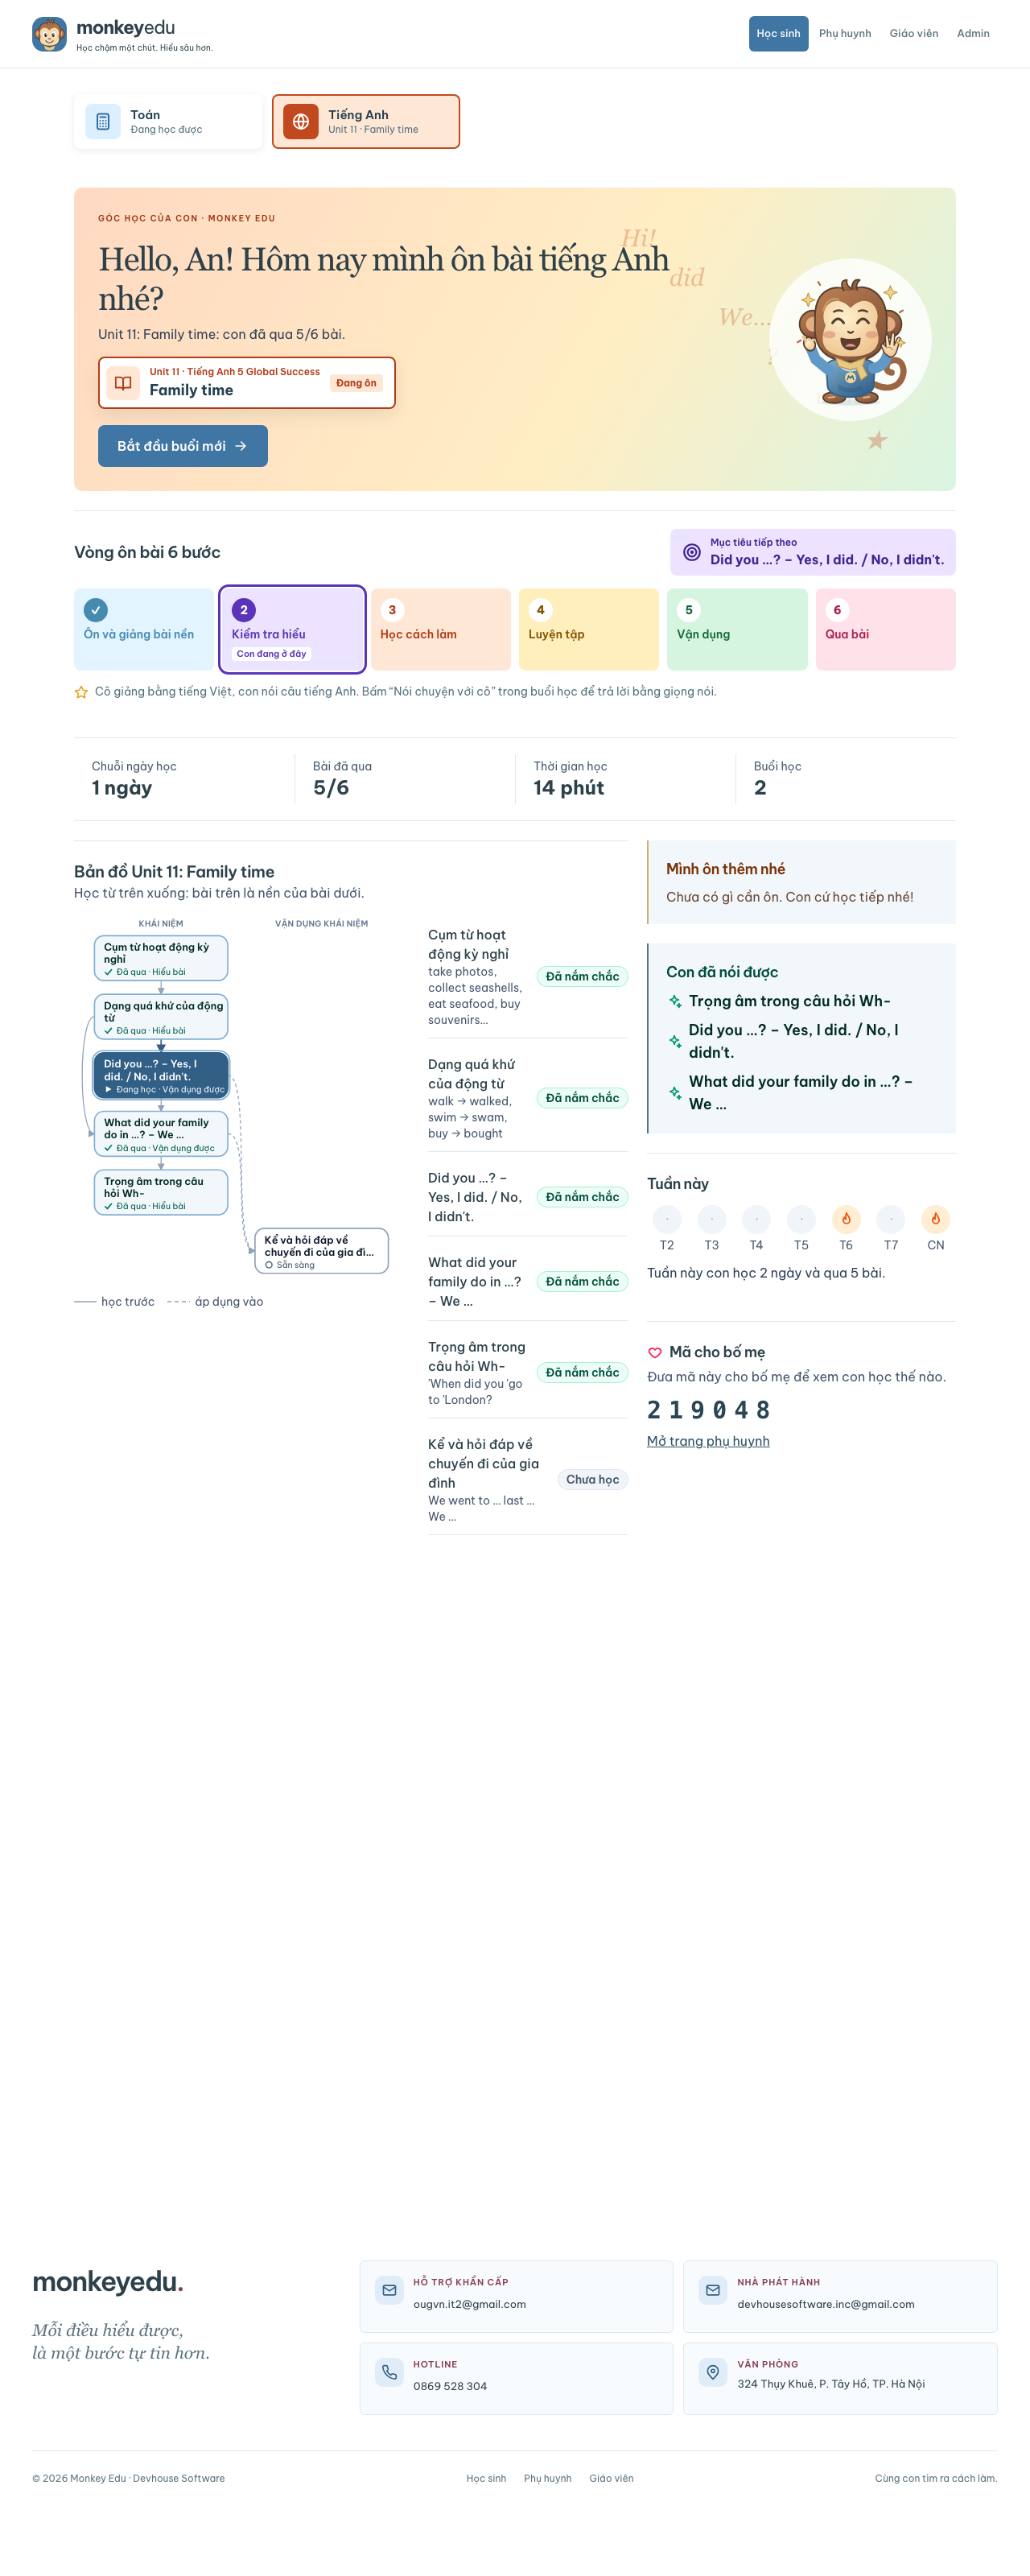 monkeyedu
Học chậm một chút. Hiểu sâu hơn.
Học sinh
Phụ huynh
Giáo viên
Admin
Toán
Đang học được
Tiếng Anh
Unit 11 · Family time
GÓC HỌC CỦA CON · MONKEY EDU
Hello, An! Hôm nay mình ôn bài tiếng Anh
nhé?
Hi!
did
We...
?
Unit 11: Family time: con đã qua 5/6 bài.
Unit 11 · Tiếng Anh 5 Global Success
Family time
Đang ôn
Bắt đầu buổi mới
Vòng ôn bài 6 bước
Mục tiêu tiếp theo
Did you ...? – Yes, I did. / No, I didn't.
Ôn và giảng bài nền
2
Kiểm tra hiểu
Con đang ở đây
3
Học cách làm
4
Luyện tập
5
Vận dụng
6
Qua bài
Cô giảng bằng tiếng Việt, con nói câu tiếng Anh. Bấm “Nói chuyện với cô” trong buổi học để trả lời bằng giọng nói.
Chuỗi ngày học
1 ngày
Bài đã qua
5/6
Thời gian học
14 phút
Buổi học
2
Bản đồ Unit 11: Family time
Học từ trên xuống: bài trên là nền của bài dưới.
KHÁI NIỆM
VẬN DỤNG KHÁI NIỆM
Cụm từ hoạt động kỳ
nghỉ
Đã qua · Hiểu bài
Dạng quá khứ của động
từ
Đã qua · Hiểu bài
Did you ...? – Yes, I
did. / No, I didn't.
Đang học · Vận dụng được
What did your family
do in ...? – We ...
Đã qua · Vận dụng được
Trọng âm trong câu
hỏi Wh-
Đã qua · Hiểu bài
Kể và hỏi đáp về
chuyến đi của gia đì...
Sẵn sàng
học trước
áp dụng vào
Cụm từ hoạt
động kỳ nghỉ
take photos,
collect seashells,
eat seafood, buy
souvenirs...
Đã nắm chắc
Dạng quá khứ
của động từ
walk → walked,
swim → swam,
buy → bought
Đã nắm chắc
Did you ...? –
Yes, I did. / No,
I didn't.
Đã nắm chắc
What did your
family do in ...?
– We ...
Đã nắm chắc
Trọng âm trong
câu hỏi Wh-
'When did you 'go
to 'London?
Đã nắm chắc
Kể và hỏi đáp về
chuyến đi của gia
đình
We went to ... last ...
We ...
Chưa học
Mình ôn thêm nhé
Chưa có gì cần ôn. Con cứ học tiếp nhé!
Con đã nói được
Trọng âm trong câu hỏi Wh-
Did you ...? – Yes, I did. / No, I
didn't.
What did your family do in ...? –
We ...
Tuần này
T2
T3
T4
T5
T6
T7
CN
Tuần này con học 2 ngày và qua 5 bài.
Mã cho bố mẹ
Đưa mã này cho bố mẹ để xem con học thế nào.
219048
Mở trang phụ huynh
monkeyedu.
Mỗi điều hiểu được,
là một bước tự tin hơn.
HỖ TRỢ KHẨN CẤP
ougvn.it2@gmail.com
NHÀ PHÁT HÀNH
devhousesoftware.inc@gmail.com
HOTLINE
0869 528 304
VĂN PHÒNG
324 Thụy Khuê, P. Tây Hồ, TP. Hà Nội
© 2026 Monkey Edu · Devhouse Software
Học sinh
Phụ huynh
Giáo viên
Cùng con tìm ra cách làm.